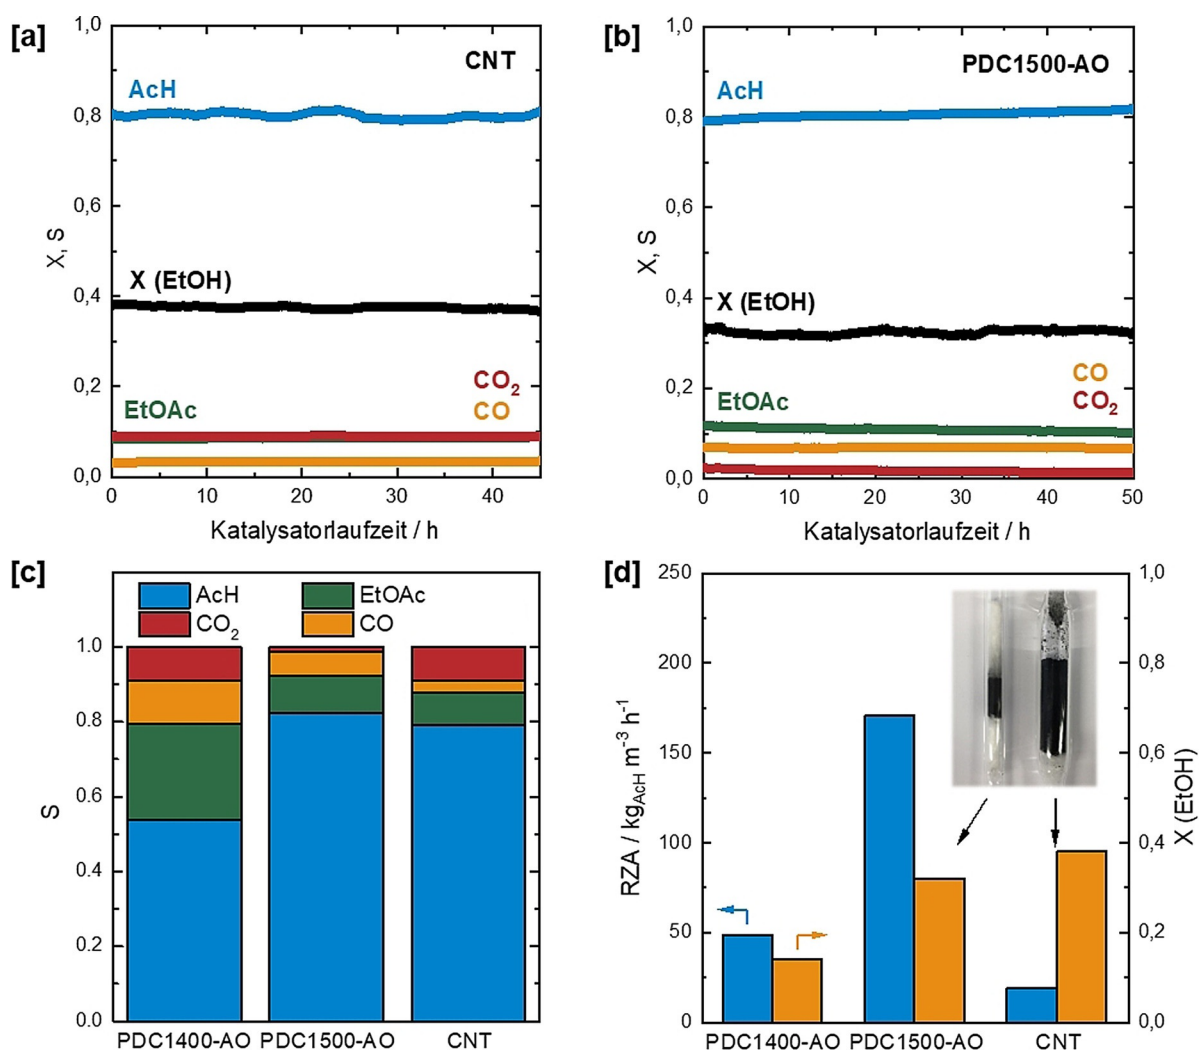 [a]
CNT
1,0
0,8
0,6
0,4
0,2
0,0
X, S
AcH
X (EtOH)
CO2
EtOAc
CO
0
10
20
30
40
Katalysatorlaufzeit / h
[b]
PDC1500-AO
1,0
0,8
0,6
0,4
0,2
0,0
X, S
AcH
X (EtOH)
CO
EtOAc
CO2
0
10
20
30
40
50
Katalysatorlaufzeit / h
[c]
AcH
EtOAc
CO2
CO
1.0
0.8
0.6
0.4
0.2
0.0
S
PDC1400-AO
PDC1500-AO
CNT
[d]
250
200
150
100
50
0
RZA / kgAcH m⁻³ h⁻¹
1,0
0,8
0,6
0,4
0,2
0,0
X (EtOH)
PDC1400-AO
PDC1500-AO
CNT